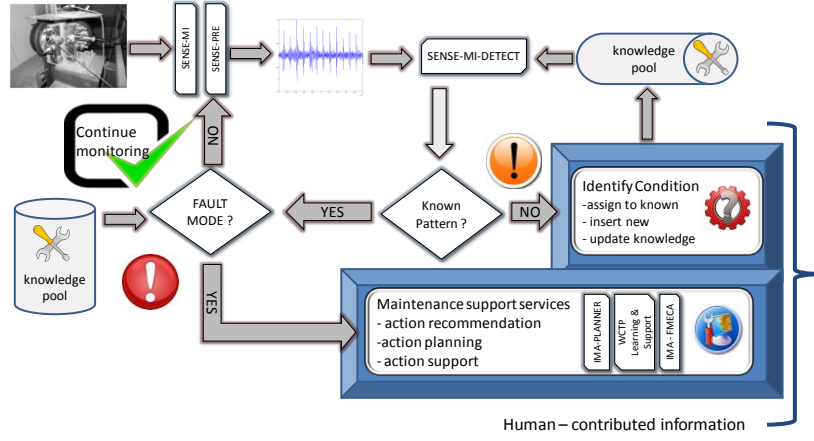 SENSE-MI
SENSE-PRE
SENSE-MI-DETECT
knowledge
pool
Continue
monitoring
ON
FAULT
MODE ?
YES
Known
Pattern ?
NO
Identify Condition
-assign to known
- insert new
- update knowledge
knowledge
pool
YES
Maintenance support services
- action recommendation
-action planning
- action support
IMA-PLANNER
WCTP
Learning &
Support
IMA - FMECA
Human – contributed information